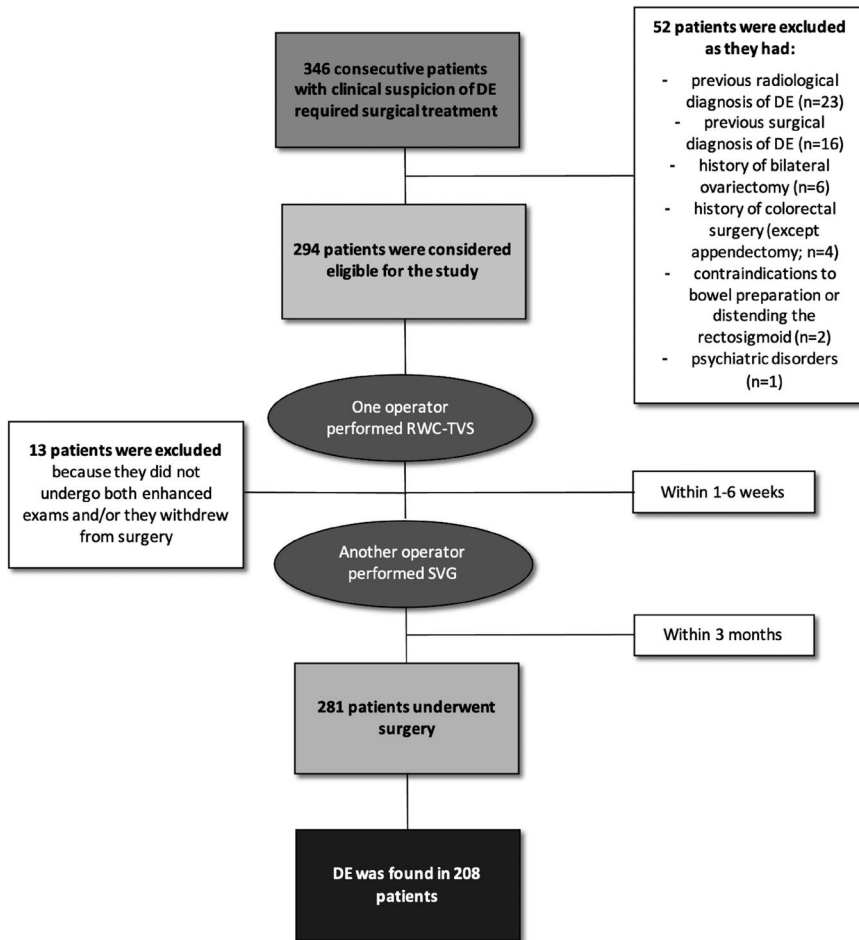 346 consecutive patients
with clinical suspicion of DE
required surgical treatment
52 patients were excluded
as they had:
- previous radiological
diagnosis of DE (n=23)
- previous surgical
diagnosis of DE (n=16)
- history of bilateral
ovariectomy (n=6)
- history of colorectal
surgery (except
appendectomy; n=4)
- contraindications to
bowel preparation or
distending the
rectosigmoid (n=2)
- psychiatric disorders
(n=1)
294 patients were considered
eligible for the study
One operator
performed RWC-TVS
13 patients were excluded
because they did not
undergo both enhanced
exams and/or they withdrew
from surgery
Within 1-6 weeks
Another operator
performed SVG
Within 3 months
281 patients underwent
surgery
DE was found in 208
patients